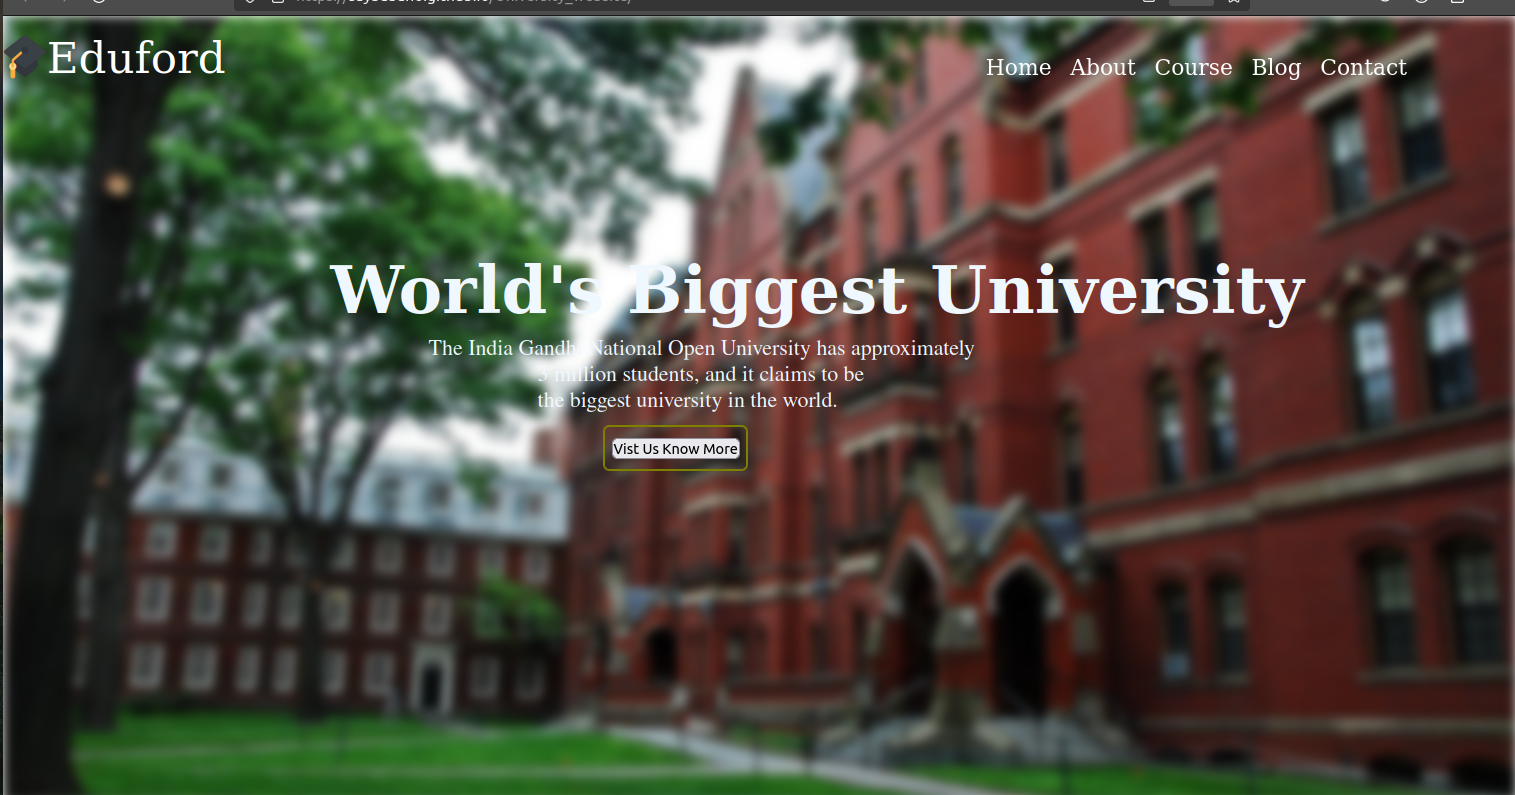 Eduford
Home About Course Blog Contact
World's Biggest University
The India Gandhi National Open University has approximately
5 million students, and it claims to be
the biggest university in the world.
Vist Us Know More